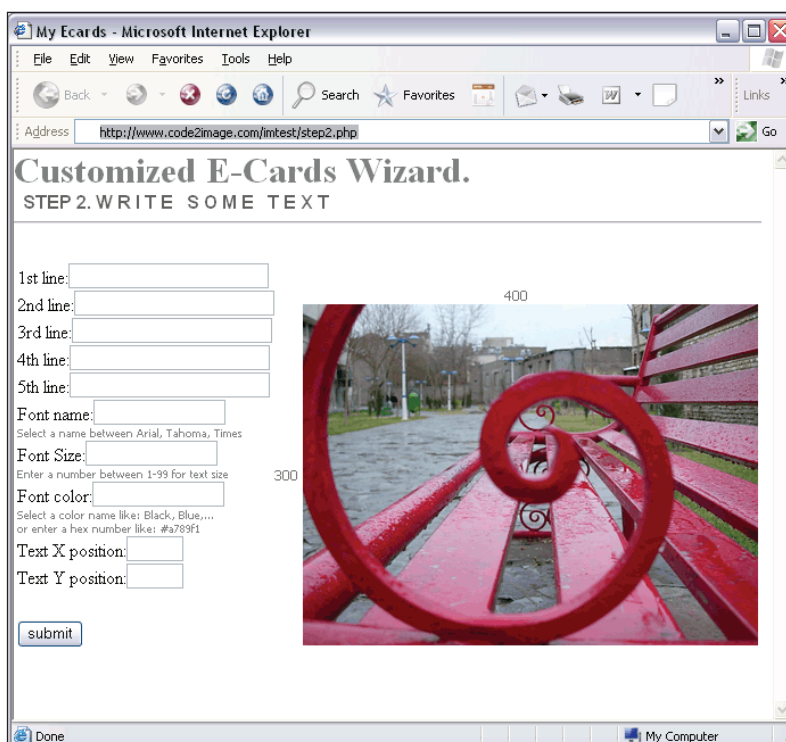 My Ecards - Microsoft Internet Explorer
File Edit View Favorites Tools Help
Back Search Favorites W » Links »
Address http://www.code2image.com/imtest/step2.php Go
Customized E-Cards Wizard.
STEP 2. WRITE SOME TEXT
1st line:
2nd line:
3rd line:
4th line:
5th line:
Font name:
Select a name between Arial, Tahoma, Times
Font Size:
Enter a number between 1-99 for text size
Font color:
Select a color name like: Black, Blue,...
or enter a hex number like: #a789f1
Text X position:
Text Y position:
submit
400
300
Done My Computer